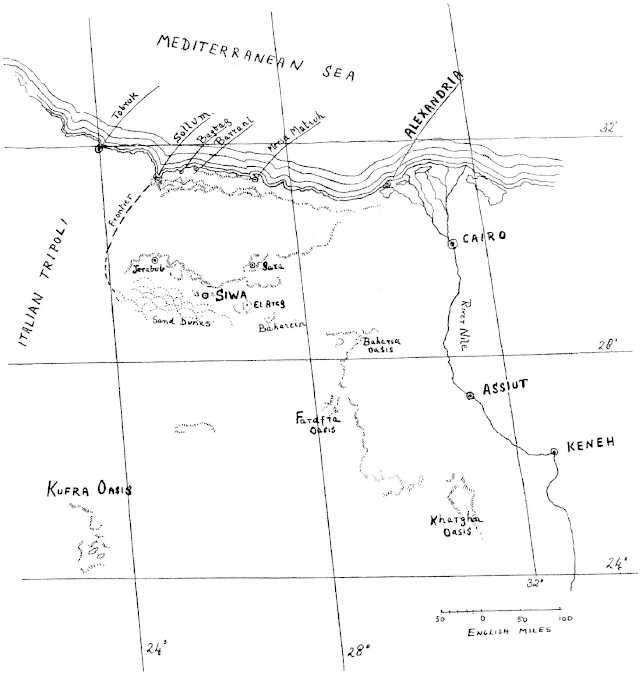 MEDITERRANEAN SEA
Tobruk
Sollum
Bagbag
Barrani
Mersa Matruh
ALEXANDRIA
32°
ITALIAN TRIPOLI
Frontier
CAIRO
Jerabub
Gara
SIWA
El Areg
Sand Dunes
Bahrein
River Nile
28°
Baharia
Oasis
ASSIUT
Farafra
Oasis
KENEH
KUFRA OASIS
Khargha
Oasis
24°
32°
50 0 50 100
ENGLISH MILES
24°
28°